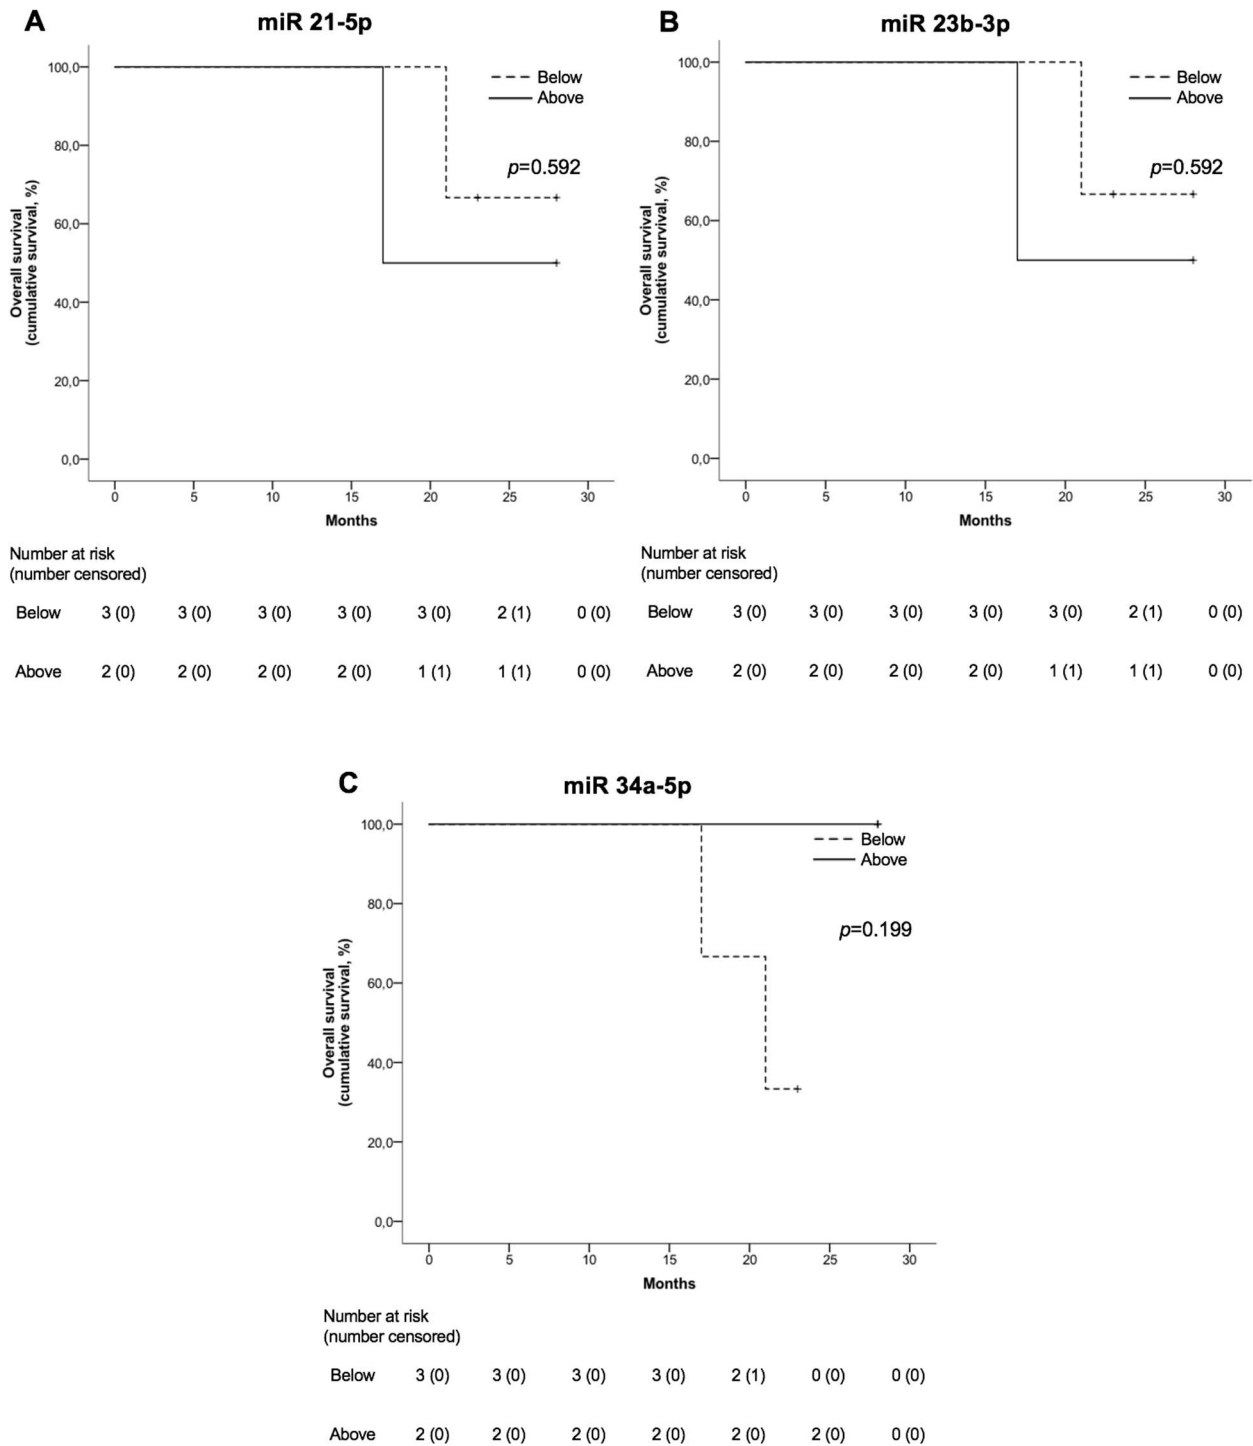 A
miR 21-5p
100,0
80,0
60,0
40,0
20,0
0,0
Overall survival
(cumulative survival, %)
Below
Above
p=0.592
0 5 10 15 20 25 30
Months
Number at risk
(number censored)
Below 3 (0) 3 (0) 3 (0) 3 (0) 3 (0) 2 (1) 0 (0)
Above 2 (0) 2 (0) 2 (0) 2 (0) 1 (1) 1 (1) 0 (0)
B
miR 23b-3p
100,0
80,0
60,0
40,0
20,0
0,0
Overall survival
(cumulative survival, %)
Below
Above
p=0.592
0 5 10 15 20 25 30
Months
Number at risk
(number censored)
Below 3 (0) 3 (0) 3 (0) 3 (0) 3 (0) 2 (1) 0 (0)
Above 2 (0) 2 (0) 2 (0) 2 (0) 1 (1) 1 (1) 0 (0)
C
miR 34a-5p
100,0
80,0
60,0
40,0
20,0
0,0
Overall survival
(cumulative survival, %)
Below
Above
p=0.199
0 5 10 15 20 25 30
Months
Number at risk
(number censored)
Below 3 (0) 3 (0) 3 (0) 3 (0) 2 (1) 0 (0) 0 (0)
Above 2 (0) 2 (0) 2 (0) 2 (0) 2 (0) 2 (0) 0 (0)